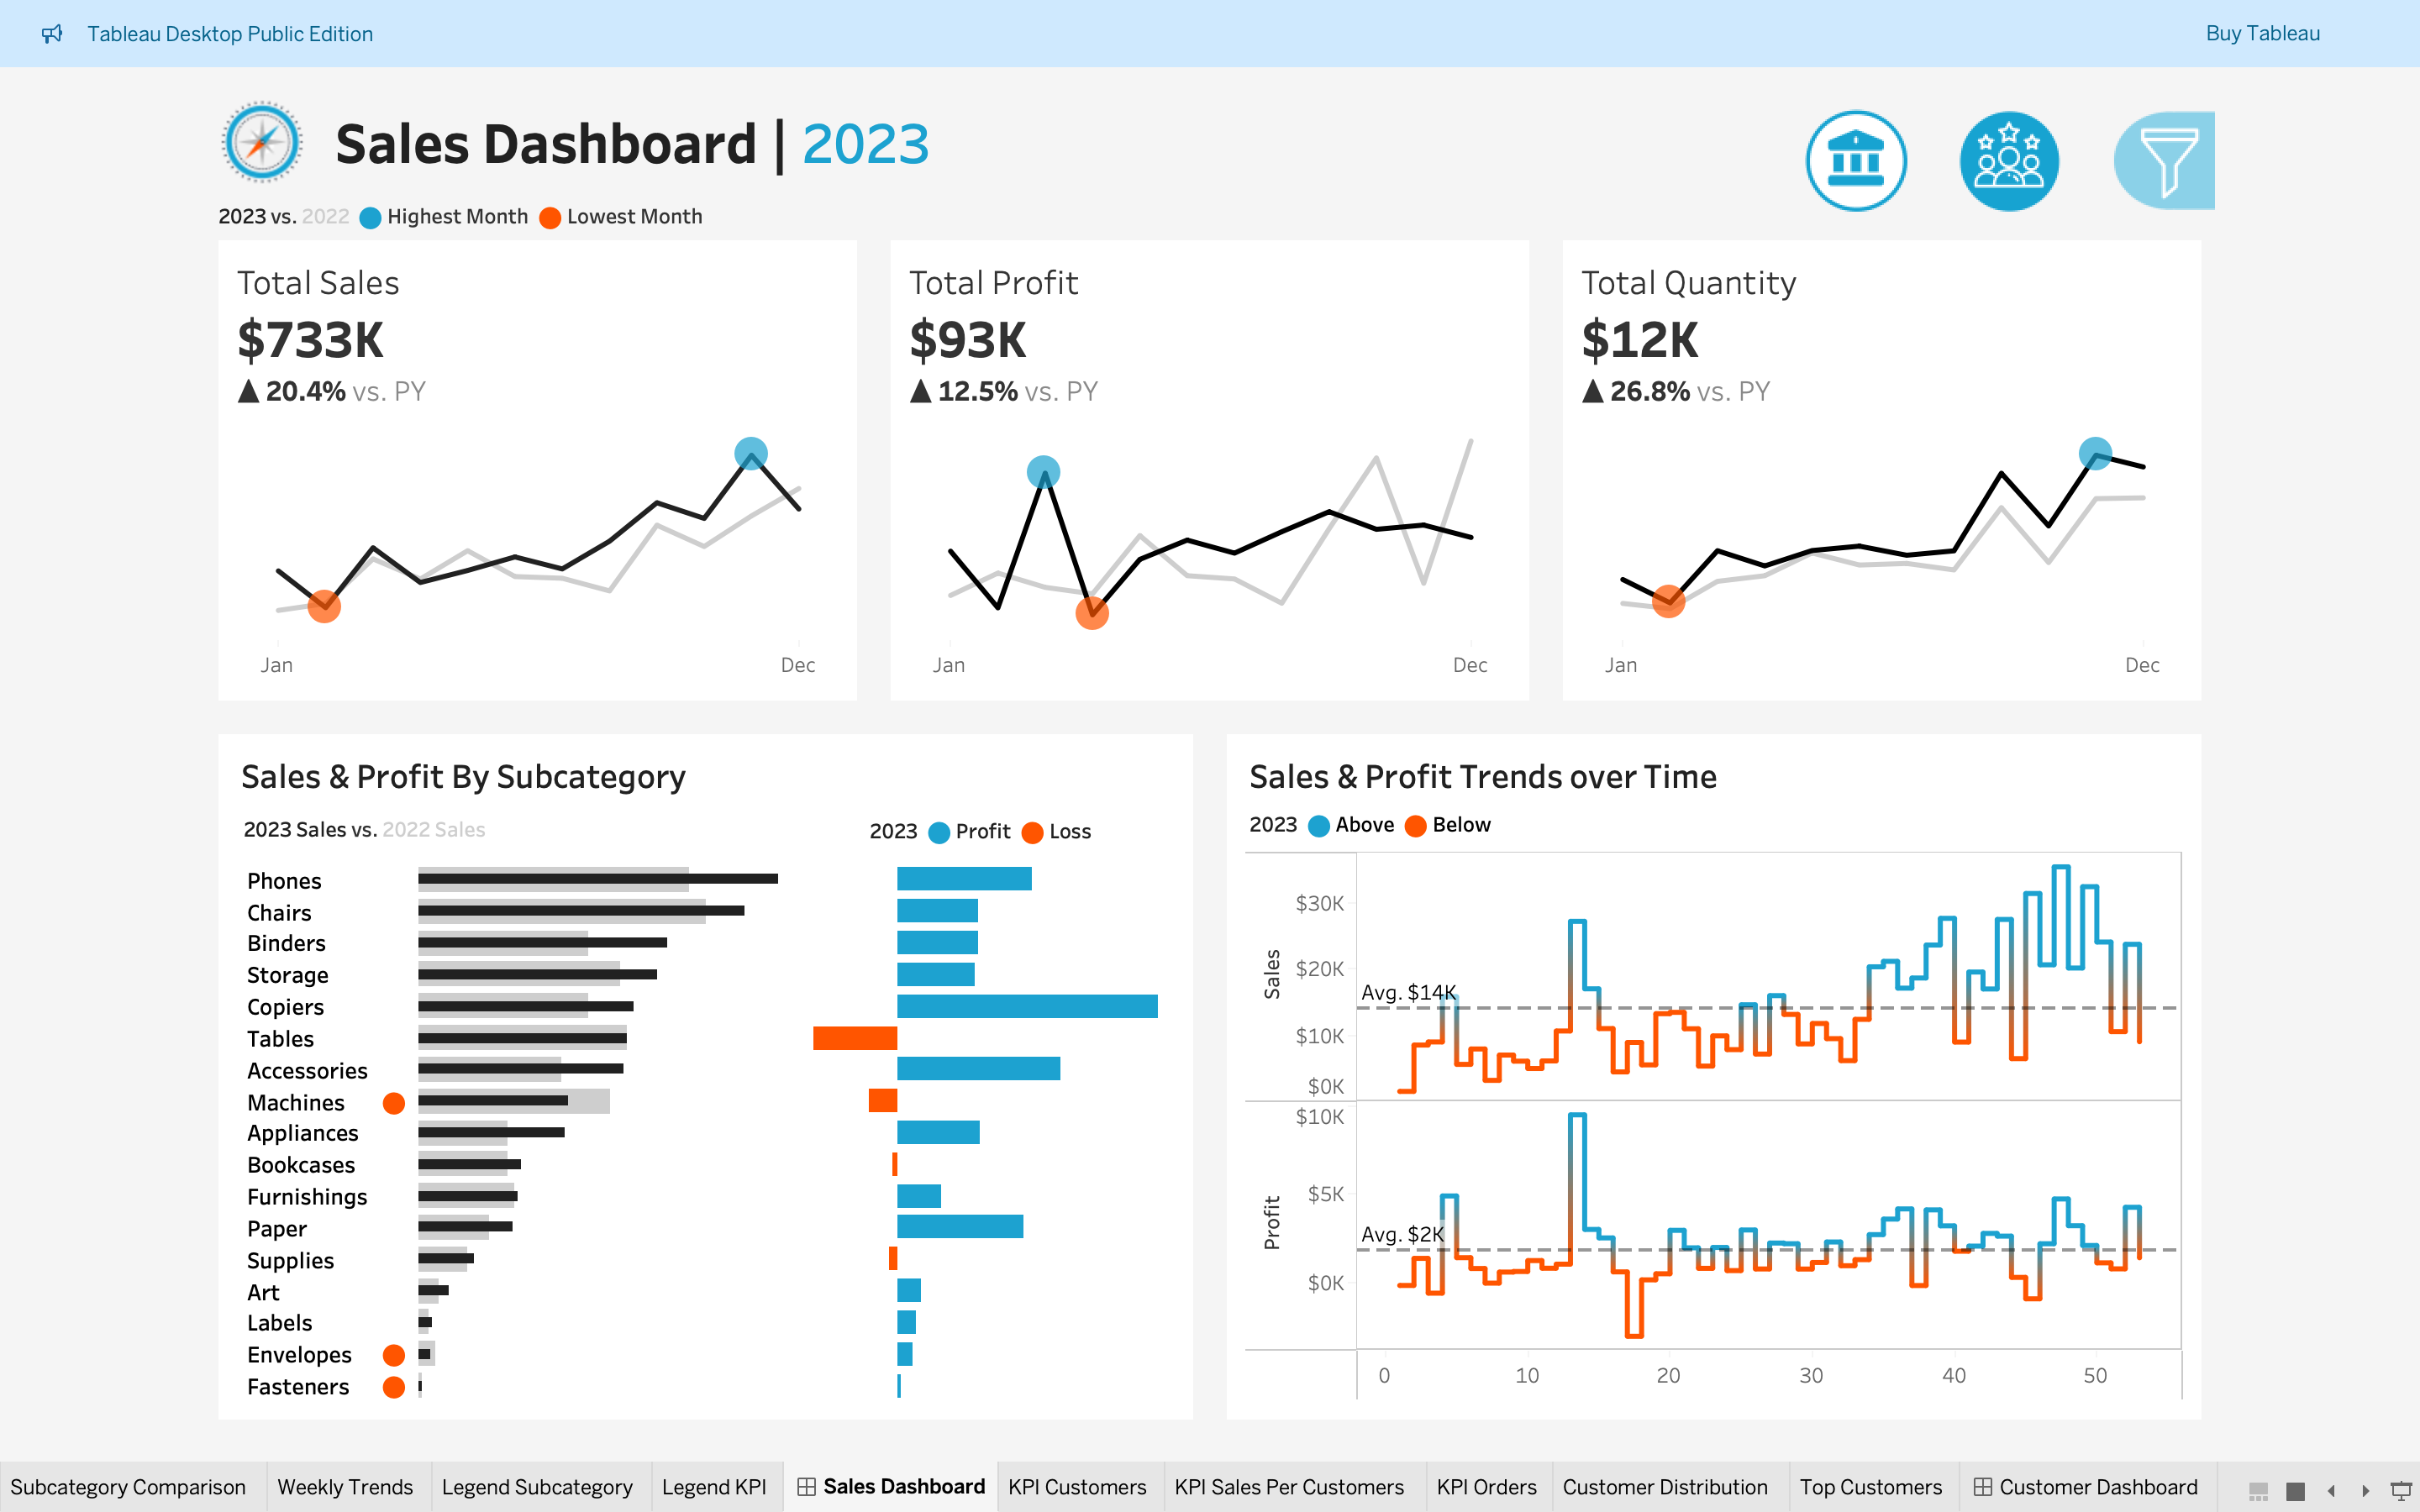 Tableau Desktop Public Edition
Buy Tableau
Sales Dashboard | 2023
2023 vs. 2022 Highest Month Lowest Month
Total Sales
$733K
▲ 20.4% vs. PY
Jan Dec
Total Profit
$93K
▲ 12.5% vs. PY
Jan Dec
Total Quantity
$12K
▲ 26.8% vs. PY
Jan Dec
Sales & Profit By Subcategory
2023 Sales vs. 2022 Sales
2023 Profit Loss
Phones
Chairs
Binders
Storage
Copiers
Tables
Accessories
Machines
Appliances
Bookcases
Furnishings
Paper
Supplies
Art
Labels
Envelopes
Fasteners
Sales & Profit Trends over Time
2023 Above Below
Sales
$30K
$20K
Avg. $14K
$10K
$0K
Profit
$10K
$5K
Avg. $2K
$0K
0 10 20 30 40 50
Subcategory Comparison Weekly Trends Legend Subcategory Legend KPI Sales Dashboard KPI Customers KPI Sales Per Customers KPI Orders Customer Distribution Top Customers Customer Dashboard